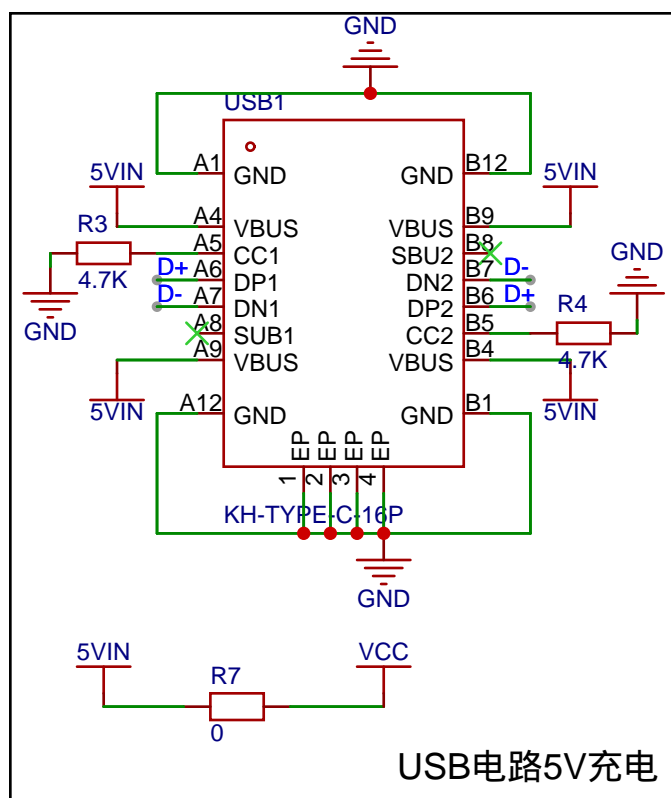 GND
USB1
A1 GND GND B12
5VIN 5VIN
A4 VBUS VBUS B9
R3 A5 CC1 SBU2 B8
4.7K D+ A6 DP1 DN2 B7 D- GND
D- A7 DN1 DP2 B6 D+
GND A8 SUB1 CC2 B5 R4
A9 VBUS VBUS B4 4.7K
5VIN 5VIN
A12 GND GND B1
EP EP EP EP
1 2 3 4
KH-TYPE-C-16P
GND
5VIN VCC
R7
0
USB电路5V充电